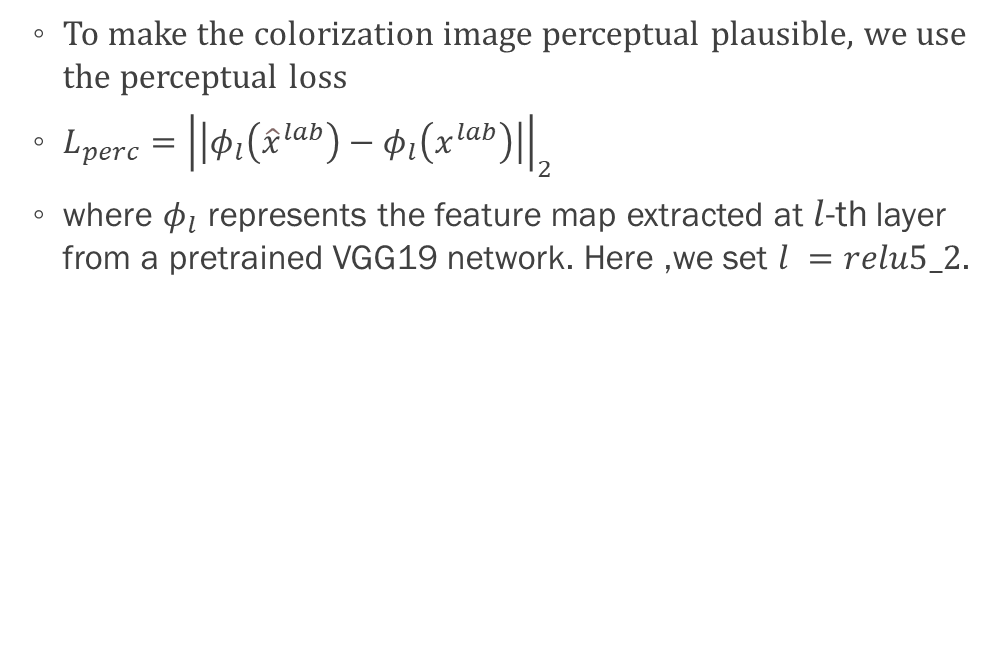 ◦ To make the colorization image perceptual plausible, we use
the perceptual loss
◦ $L_{perc} = \left|\left|\phi_l(\hat{x}^{lab}) - \phi_l(x^{lab})\right|\right|_2$
◦ where $\phi_l$ represents the feature map extracted at $l$-th layer
from a pretrained VGG19 network. Here ,we set $l = relu5\_2$.